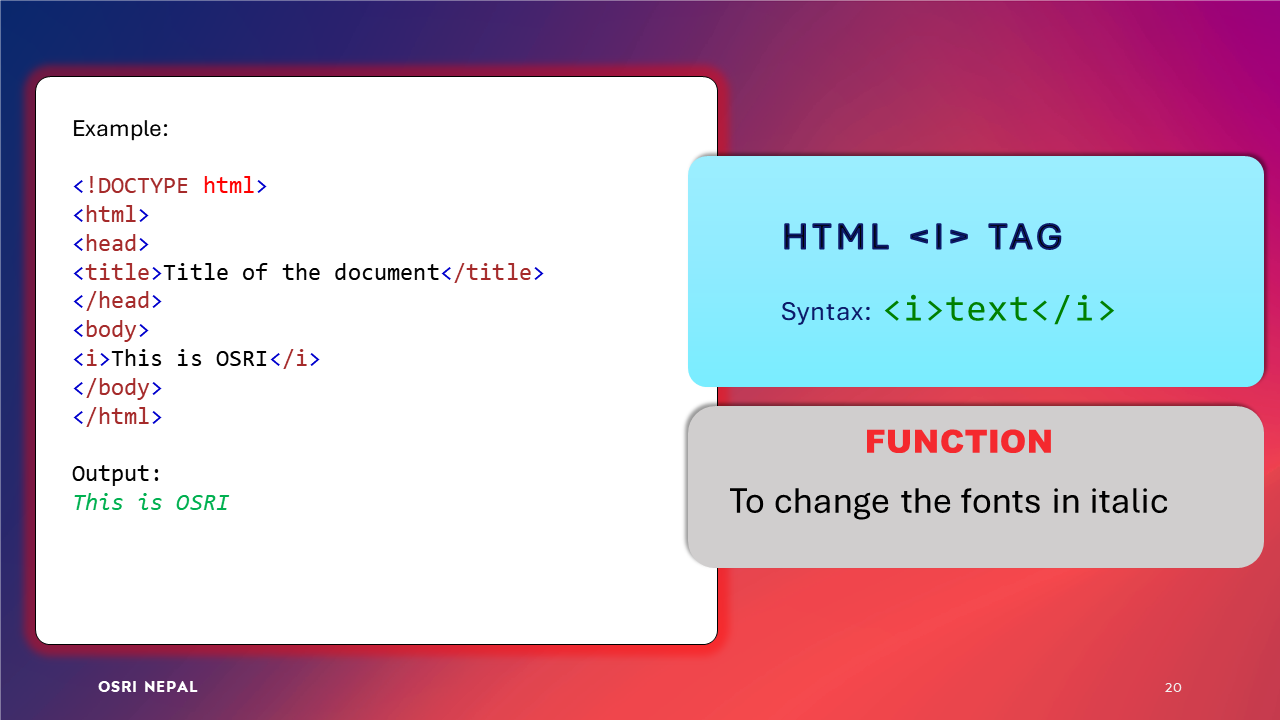 Example:
<!DOCTYPE html>
<html>
<head>
<title>Title of the document</title>
</head>
<body>
<i>This is OSRI</i>
</body>
</html>
Output:
This is OSRI
HTML <I> TAG
Syntax: <i>text</i>
FUNCTION
To change the fonts in italic
OSRI NEPAL
20